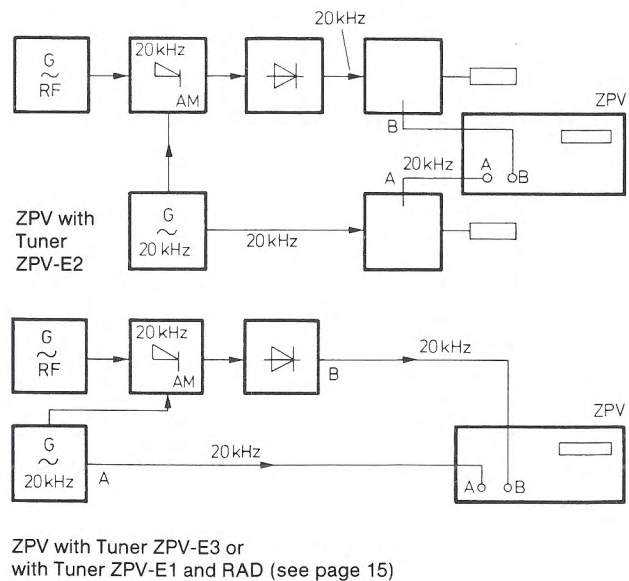 20 kHz
G
~
RF
20 kHz
AM
B
ZPV
A
20 kHz
A
B
G
~
20 kHz
20 kHz
ZPV with
Tuner
ZPV-E2
G
~
RF
20 kHz
AM
B
20 kHz
ZPV
G
~
20 kHz
A
20 kHz
A
B
ZPV with Tuner ZPV-E3 or
with Tuner ZPV-E1 and RAD (see page 15)